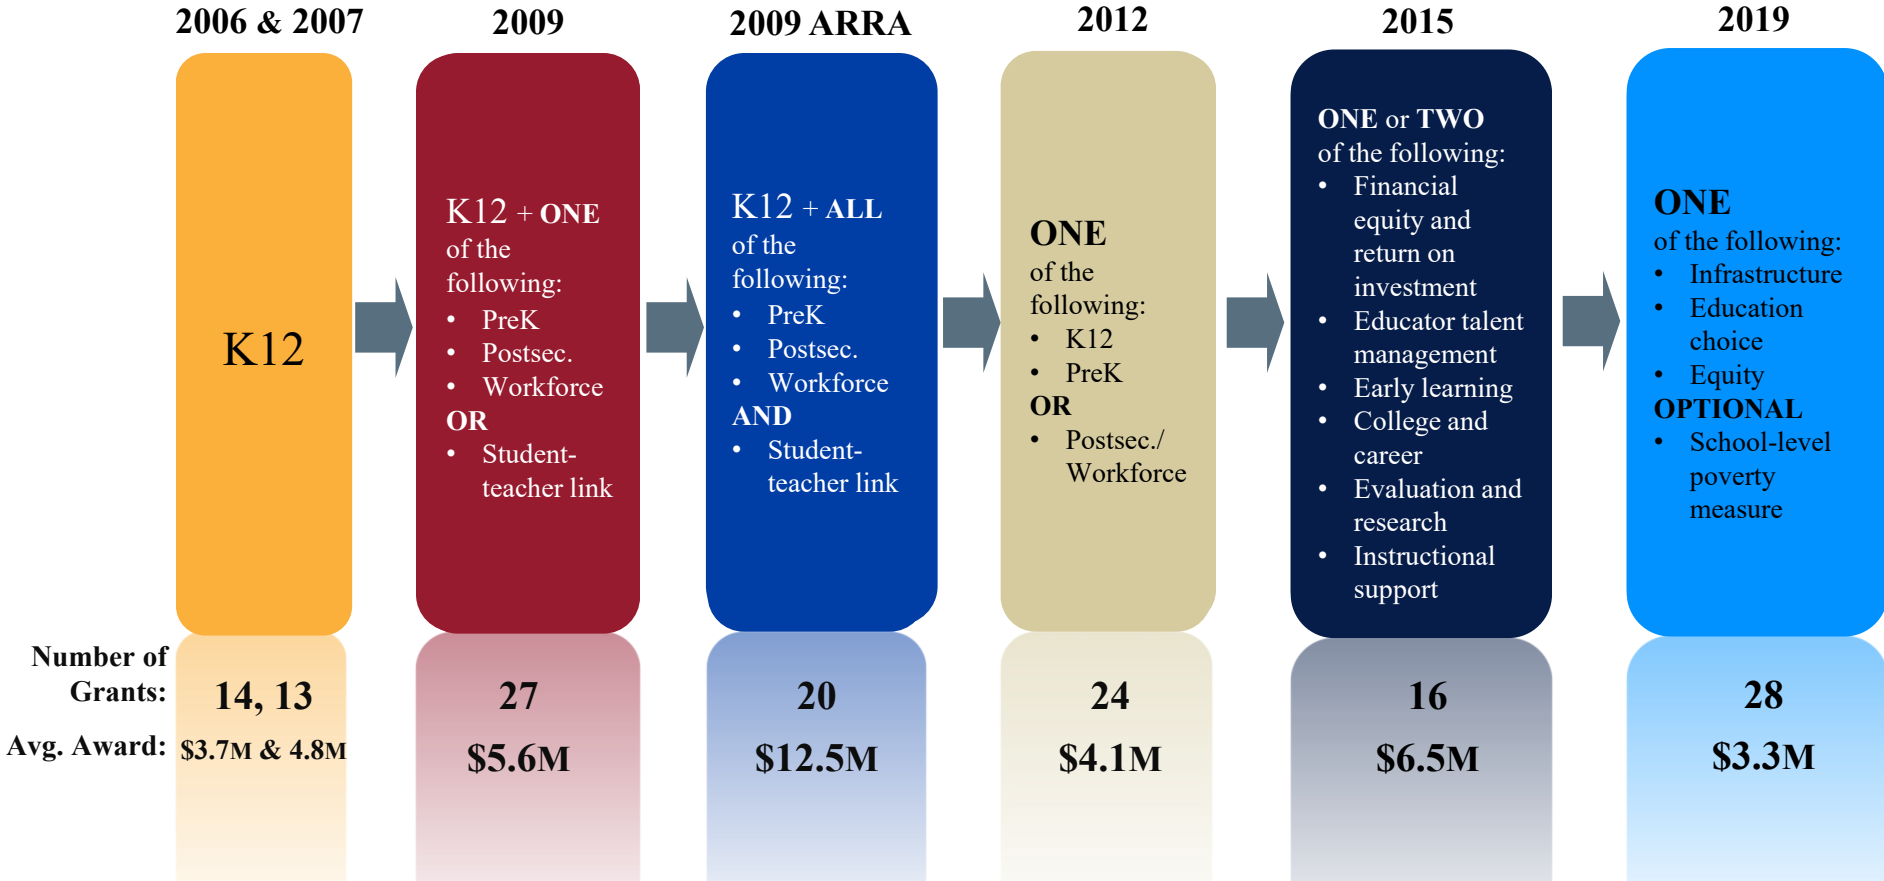 2006 & 2007
K12
2009
K12 + ONE
of the
following:
• PreK
• Postsec.
• Workforce
OR
• Student-
teacher link
2009 ARRA
K12 + ALL
of the
following:
• PreK
• Postsec.
• Workforce
AND
• Student-
teacher link
2012
ONE
of the
following:
• K12
• PreK
OR
• Postsec./
Workforce
2015
ONE or TWO
of the following:
• Financial
equity and
return on
investment
• Educator talent
management
• Early learning
• College and
career
• Evaluation and
research
• Instructional
support
2019
ONE
of the following:
• Infrastructure
• Education
choice
• Equity
OPTIONAL
• School-level
poverty
measure
Number of
Grants:
14, 13
27
20
24
16
28
Avg. Award:
$3.7M & 4.8M
$5.6M
$12.5M
$4.1M
$6.5M
$3.3M